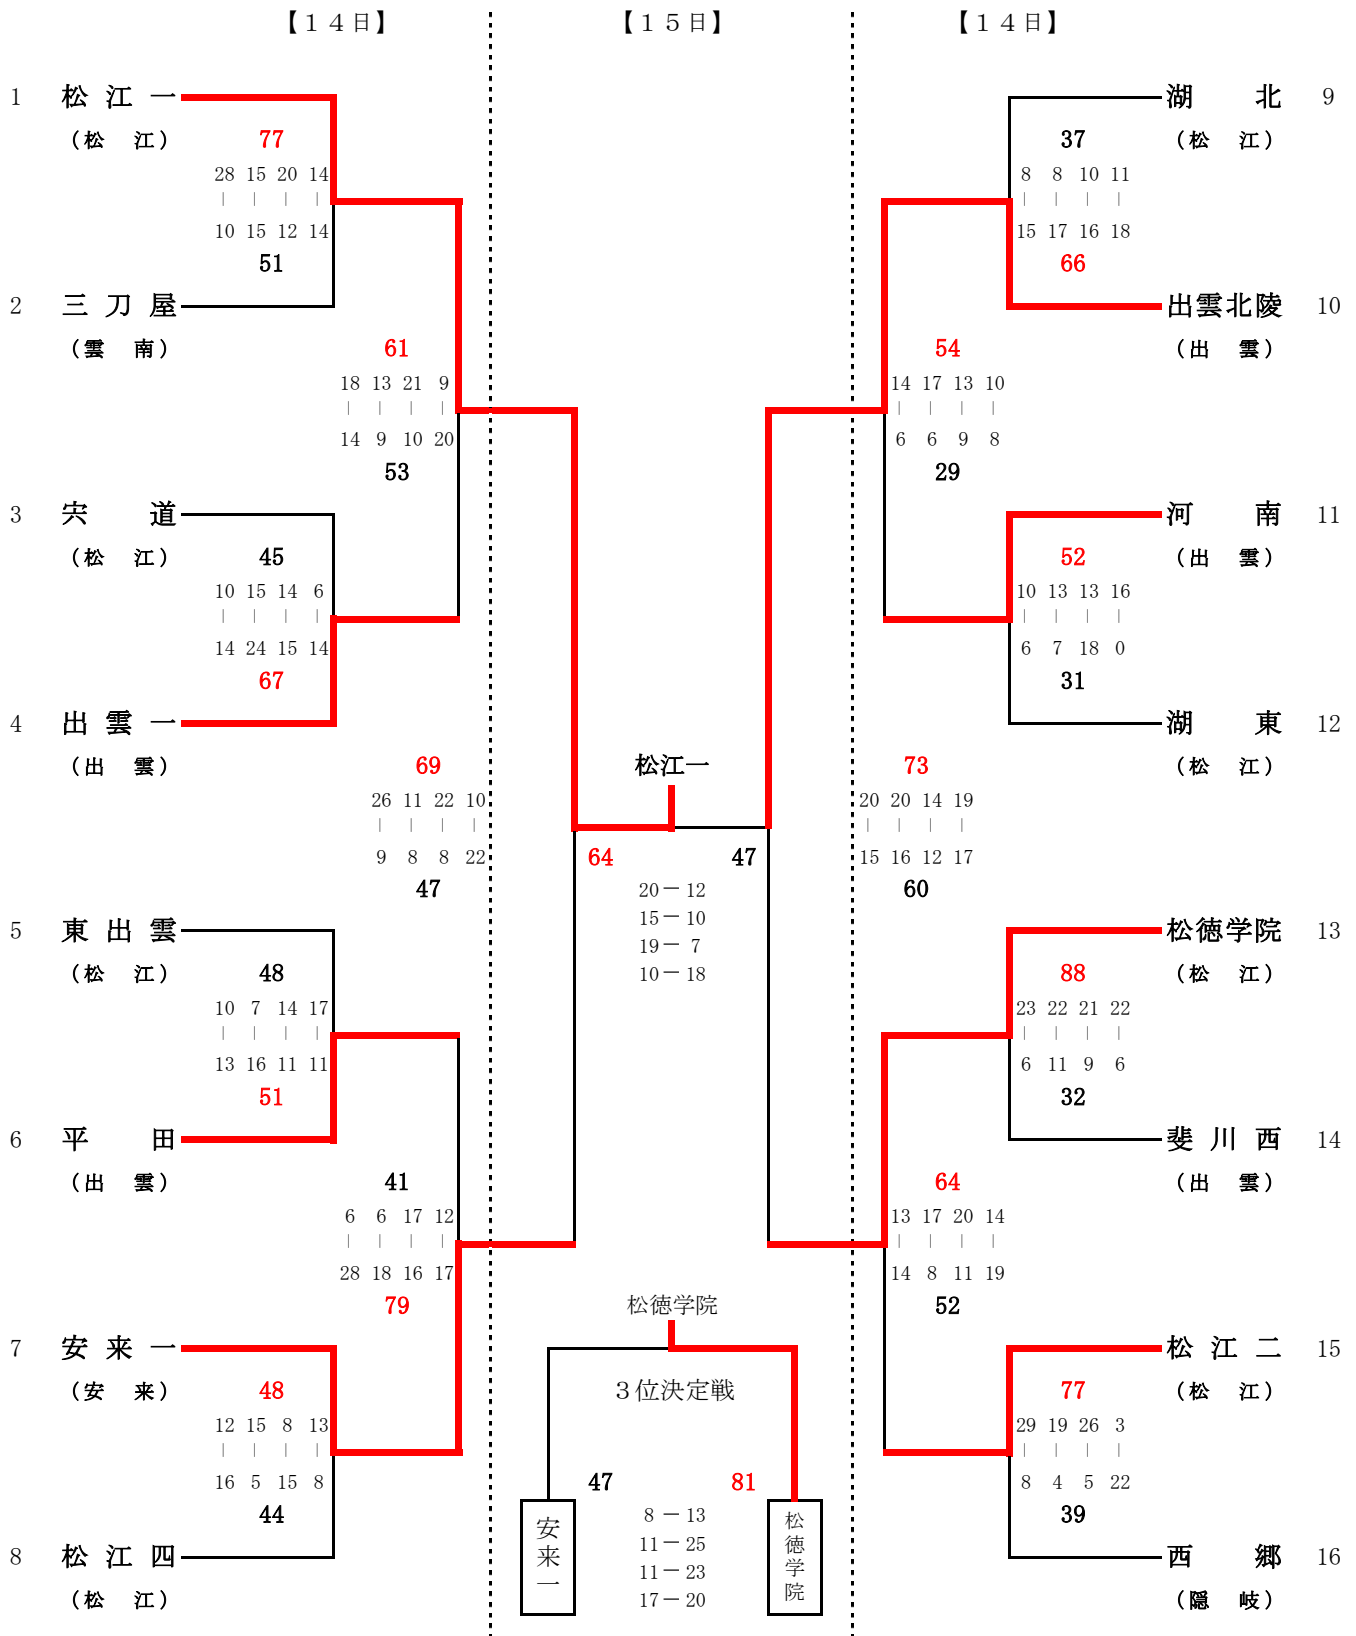 【１４日】
【１５日】
【１４日】
1 松江一
（松 江）
77
28 15 20 14
| | | |
10 15 12 14
51
2 三刀屋
（雲 南）
61
18 13 21 9
| | | |
14 9 10 20
53
3 宍道
（松 江）
45
10 15 14 6
| | | |
14 24 15 14
67
4 出雲一
（出 雲）
69
26 11 22 10
| | | |
9 8 8 22
47
5 東出雲
（松 江）
48
10 7 14 17
| | | |
13 16 11 11
51
6 平田
（出 雲）
41
6 6 17 12
| | | |
28 18 16 17
79
7 安来一
（安 来）
48
12 15 8 13
| | | |
16 5 15 8
44
8 松江四
（松 江）
松江一
64 47
20－12
15－10
19－ 7
10－18
松徳学院
３位決定戦
47 81
8－13
11－25
11－23
17－20
安来一
松徳学院
湖北 9
（松 江）
37
8 8 10 11
| | | |
15 17 16 18
66
出雲北陵 10
（出 雲）
54
14 17 13 10
| | | |
6 6 9 8
29
河南 11
（出 雲）
52
10 13 13 16
| | | |
6 7 18 0
31
湖東 12
（松 江）
73
20 20 14 19
| | | |
15 16 12 17
60
松徳学院 13
（松 江）
88
23 22 21 22
| | | |
6 11 9 6
32
斐川西 14
（出 雲）
64
13 17 20 14
| | | |
14 8 11 19
52
松江二 15
（松 江）
77
29 19 26 3
| | | |
8 4 5 22
39
西郷 16
（隠 岐）